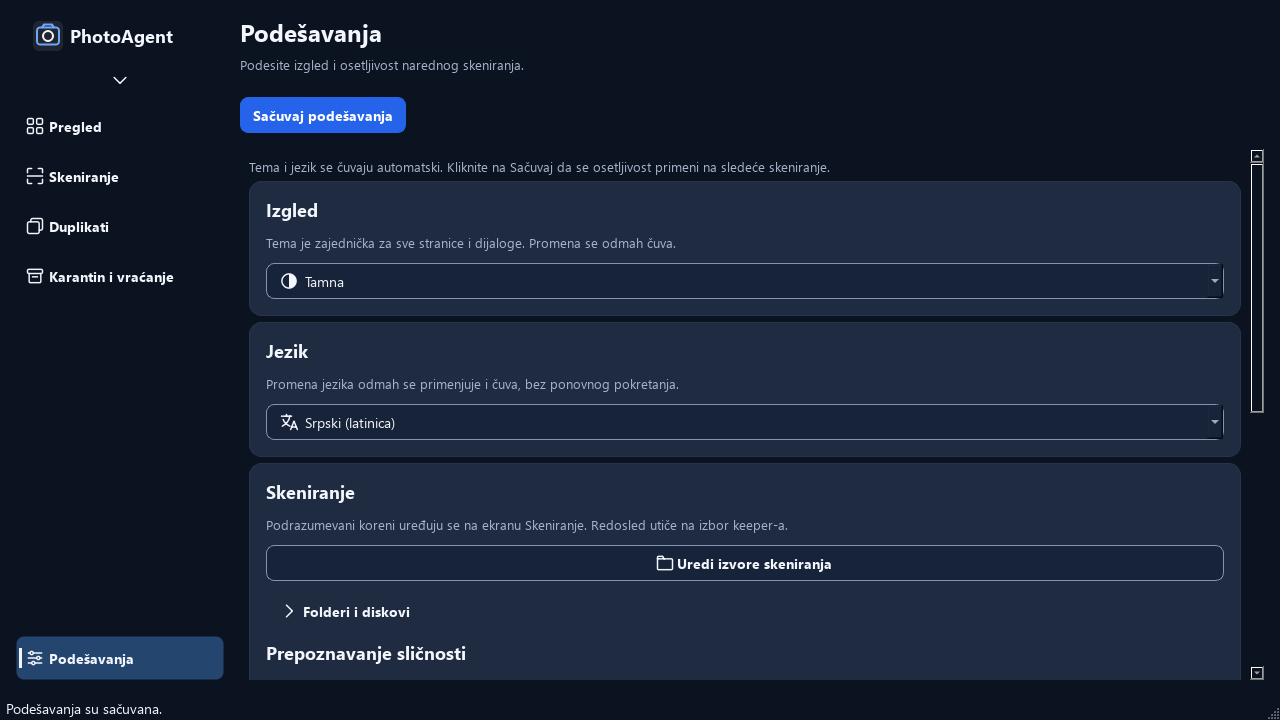 PhotoAgent
Pregled
Skeniranje
Duplikati
Karantin i vraćanje
Podešavanja
Podešavanja
Podesite izgled i osetljivost narednog skeniranja.
Sačuvaj podešavanja
Tema i jezik se čuvaju automatski. Kliknite na Sačuvaj da se osetljivost primeni na sledeće skeniranje.
Izgled
Tema je zajednička za sve stranice i dijaloge. Promena se odmah čuva.
Tamna
Jezik
Promena jezika odmah se primenjuje i čuva, bez ponovnog pokretanja.
Srpski (latinica)
Skeniranje
Podrazumevani koreni uređuju se na ekranu Skeniranje. Redosled utiče na izbor keeper-a.
Uredi izvore skeniranja
Folderi i diskovi
Prepoznavanje sličnosti
Podešavanja su sačuvana.